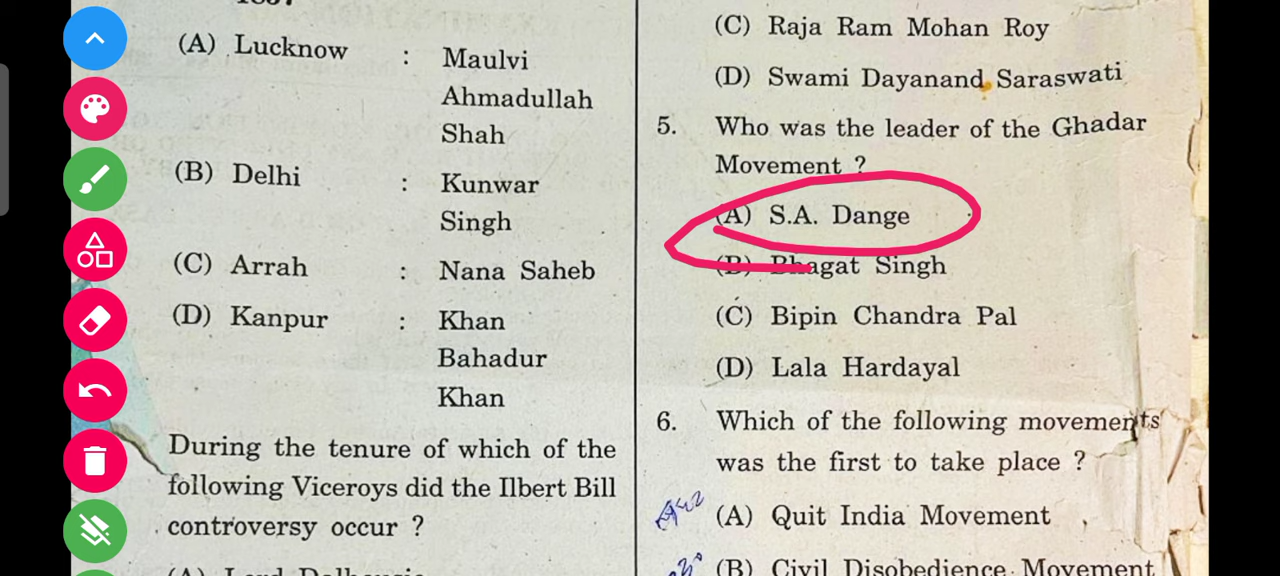 (A) Lucknow : Maulvi
Ahmadullah
Shah
(B) Delhi : Kunwar
Singh
(C) Arrah : Nana Saheb
(D) Kanpur : Khan
Bahadur
Khan
During the tenure of which of the
following Viceroys did the Ilbert Bill
controversy occur ?
(C) Raja Ram Mohan Roy
(D) Swami Dayanand Saraswati
5. Who was the leader of the Ghadar
Movement ?
(A) S.A. Dange
(B) Bhagat Singh
(C) Bipin Chandra Pal
(D) Lala Hardayal
6. Which of the following movements
was the first to take place ?
(A) Quit India Movement
(B) Civil Disobedience Movement